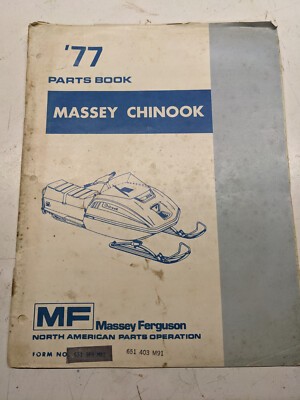 '77
PARTS BOOK
MASSEY CHINOOK
MF Massey Ferguson
NORTH AMERICAN PARTS OPERATION
FORM NO. 651 403 M91